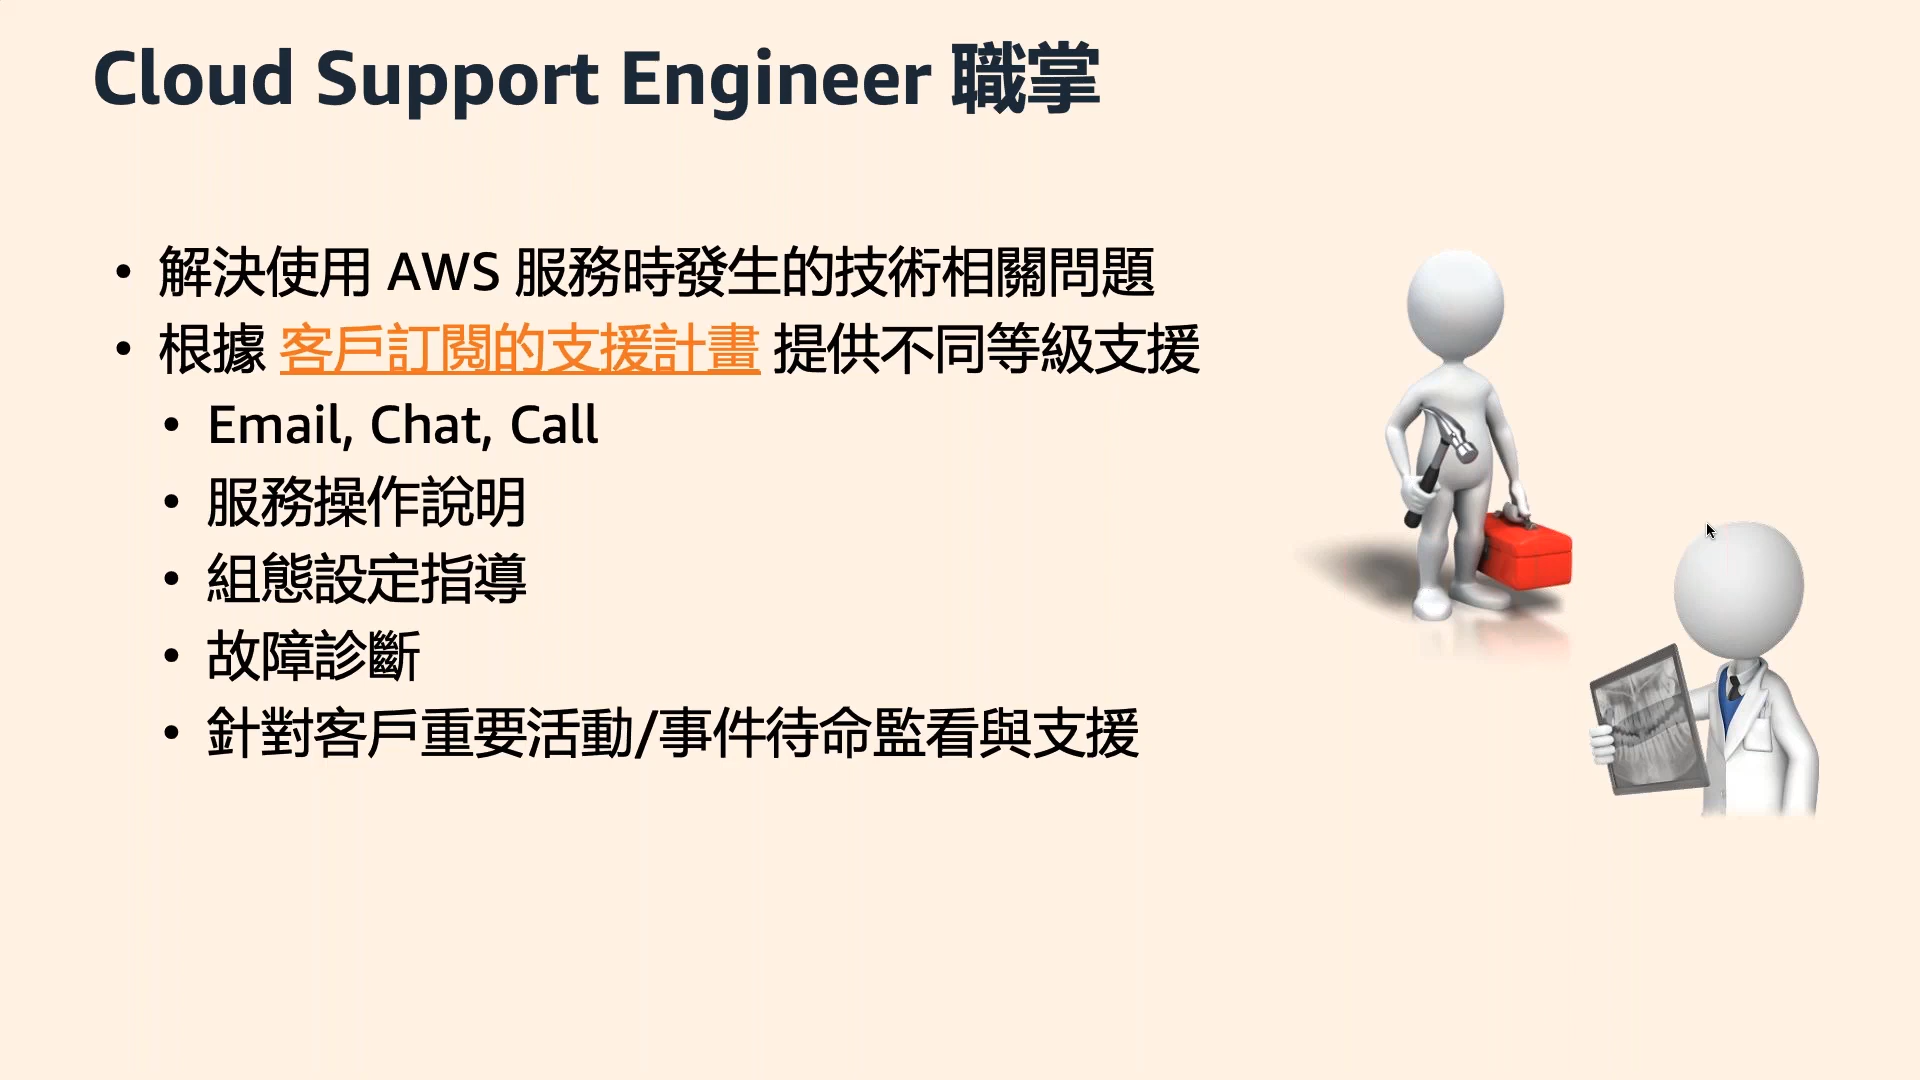 Cloud Support Engineer 職掌
• 解決使用 AWS 服務時發生的技術相關問題
• 根據 客戶訂閱的支援計畫 提供不同等級支援
• Email, Chat, Call
• 服務操作說明
• 組態設定指導
• 故障診斷
• 針對客戶重要活動/事件待命監看與支援